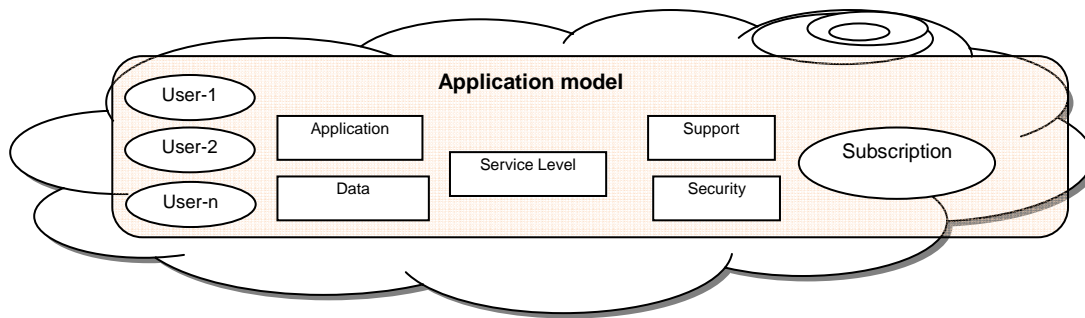 Application model
User-1
User-2
User-n
Application
Data
Service Level
Support
Security
Subscription